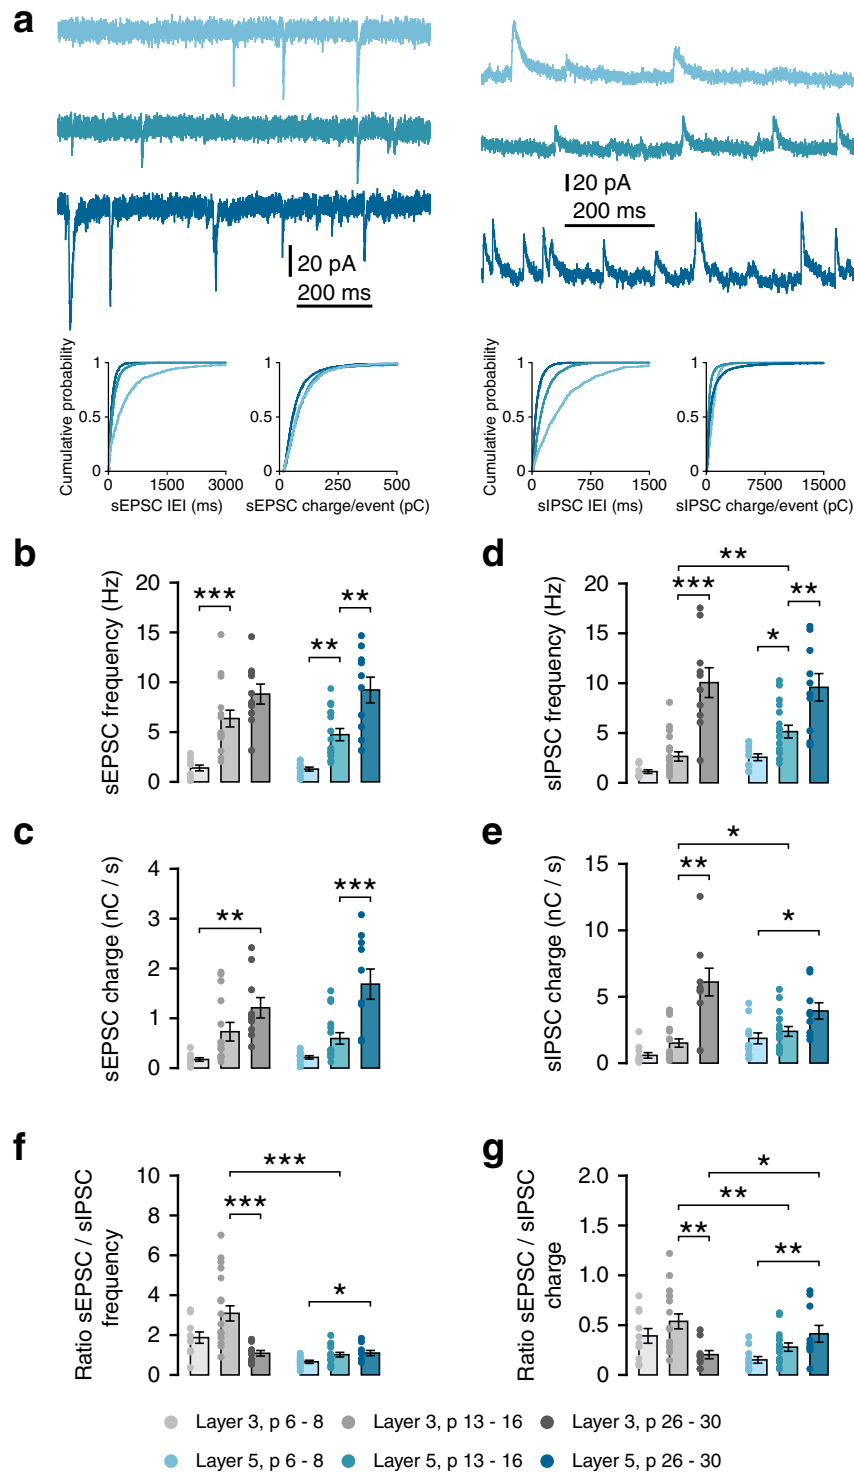 a
20 pA
200 ms
20 pA
200 ms
Cumulative probability
1
0.5
0
0 1500 3000
sEPSC IEI (ms)
1
0.5
0
0 250 500
sEPSC charge/event (pC)
Cumulative probability
1
0.5
0
0 750 1500
sIPSC IEI (ms)
1
0.5
0
0 7500 15000
sIPSC charge/event (pC)
b
sEPSC frequency (Hz)
20
15
10
5
0
***
**
**
d
sIPSC frequency (Hz)
20
15
10
5
0
**
***
**
*
c
sEPSC charge (nC / s)
4
3
2
1
0
**
***
e
sIPSC charge (nC / s)
15
10
5
0
*
**
*
f
Ratio sEPSC / sIPSC
frequency
10
8
6
4
2
0
***
***
*
g
Ratio sEPSC / sIPSC
charge
2.0
1.5
1.0
0.5
0
*
**
**
**
Layer 3, p 6 - 8 Layer 3, p 13 - 16 Layer 3, p 26 - 30
Layer 5, p 6 - 8 Layer 5, p 13 - 16 Layer 5, p 26 - 30